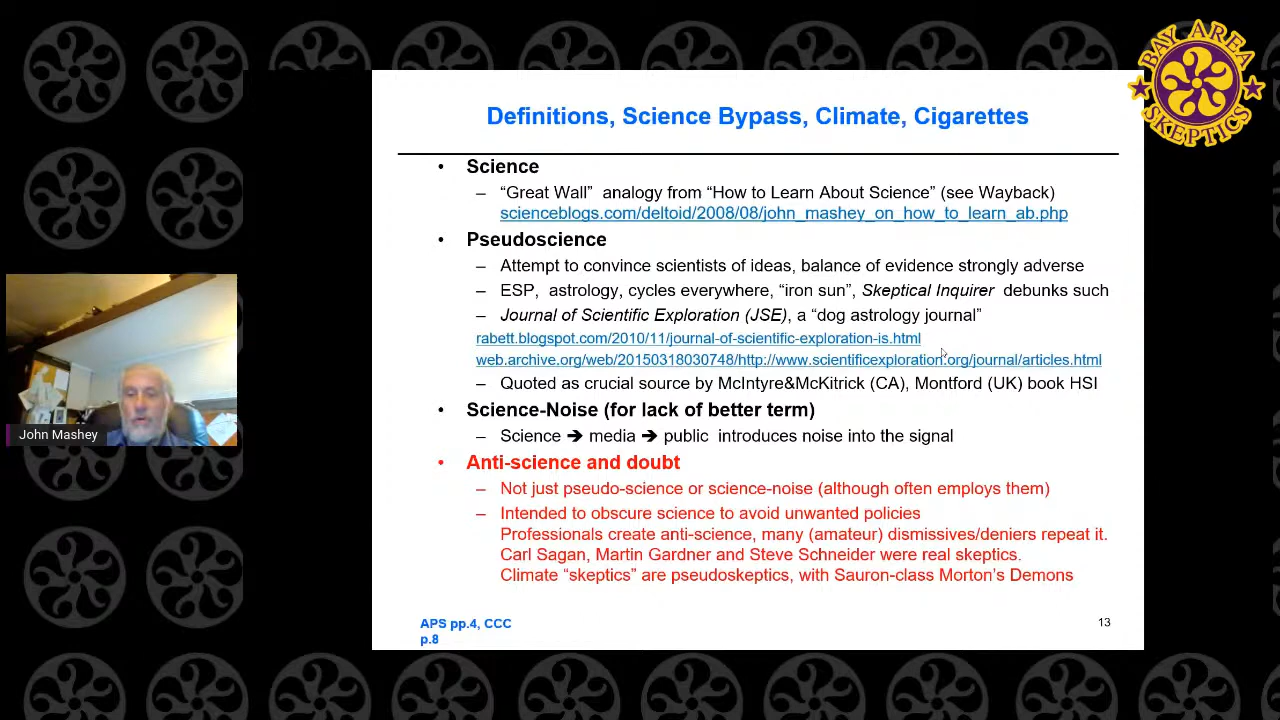 BAY AREA
SKEPTICS
Definitions, Science Bypass, Climate, Cigarettes
• Science
– “Great Wall” analogy from “How to Learn About Science” (see Wayback)
scienceblogs.com/deltoid/2008/08/john_mashey_on_how_to_learn_ab.php
• Pseudoscience
– Attempt to convince scientists of ideas, balance of evidence strongly adverse
– ESP, astrology, cycles everywhere, “iron sun”, Skeptical Inquirer debunks such
– Journal of Scientific Exploration (JSE), a “dog astrology journal”
rabett.blogspot.com/2010/11/journal-of-scientific-exploration-is.html
web.archive.org/web/20150318030748/http://www.scientificexploration.org/journal/articles.html
– Quoted as crucial source by McIntyre&McKitrick (CA), Montford (UK) book HSI
• Science-Noise (for lack of better term)
– Science ➔ media ➔ public introduces noise into the signal
• Anti-science and doubt
– Not just pseudo-science or science-noise (although often employs them)
– Intended to obscure science to avoid unwanted policies
Professionals create anti-science, many (amateur) dismissives/deniers repeat it.
Carl Sagan, Martin Gardner and Steve Schneider were real skeptics.
Climate “skeptics” are pseudoskeptics, with Sauron-class Morton’s Demons
APS pp.4, CCC
p.8
13
John Mashey